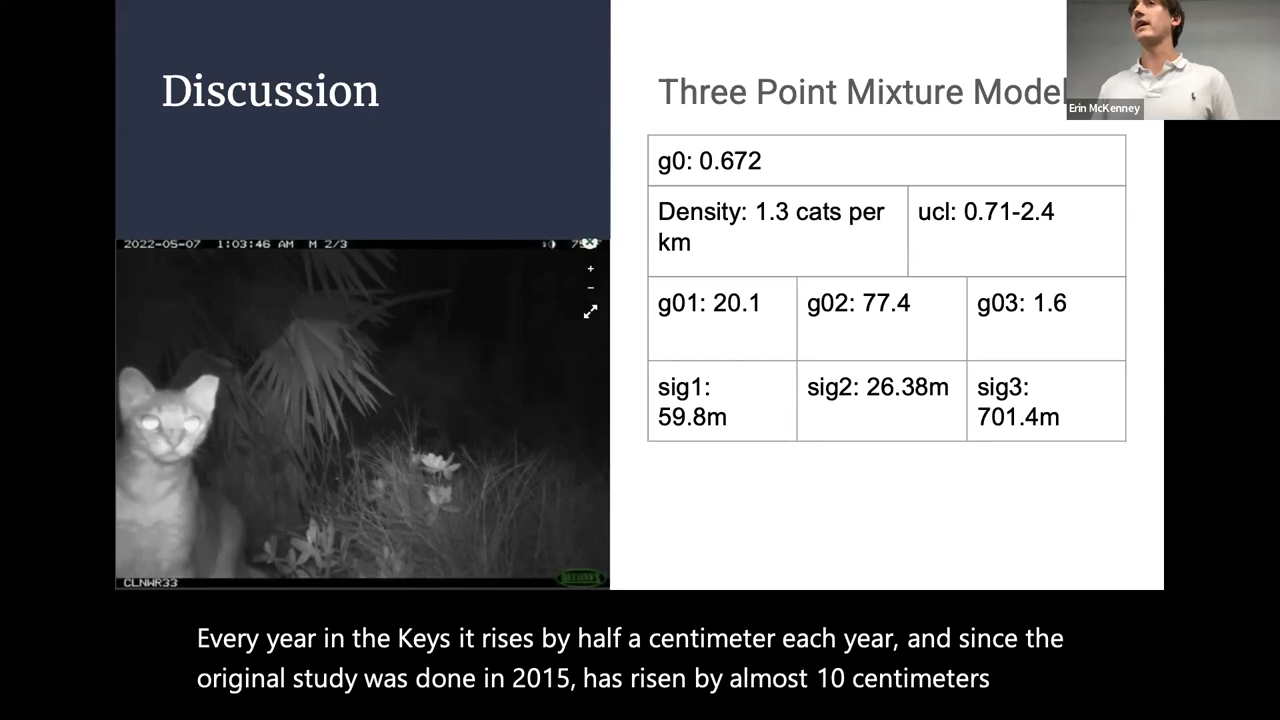 Discussion
Three Point Mixture Model
Erin McKenney
g0: 0.672
Density: 1.3 cats per
km
ucl: 0.71-2.4
g01: 20.1
g02: 77.4
g03: 1.6
sig1:
59.8m
sig2: 26.38m
sig3:
701.4m
2022-05-07 1:03:46 AM M 2/3
CLNWR33
RECONYX
Every year in the Keys it rises by half a centimeter each year, and since the
original study was done in 2015, has risen by almost 10 centimeters